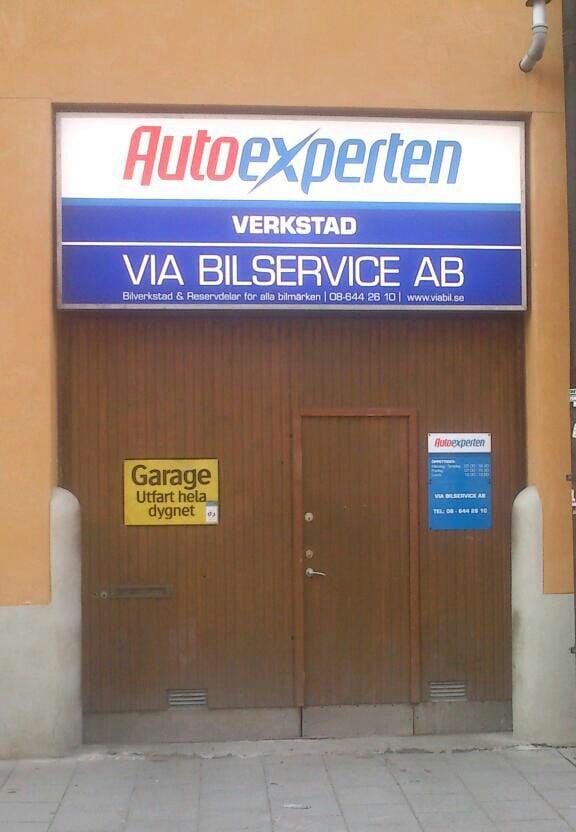 Autoexperten
VERKSTAD
VIA BILSERVICE AB
Bilverkstad & Reservdelar för alla bilmärken | 08-644 26 10 | www.viabil.se
Garage
Utfart hela
dygnet
Autoexperten
ÖPPETTIDER:
VIA BILSERVICE AB
TEL: 08 - 644 26 10